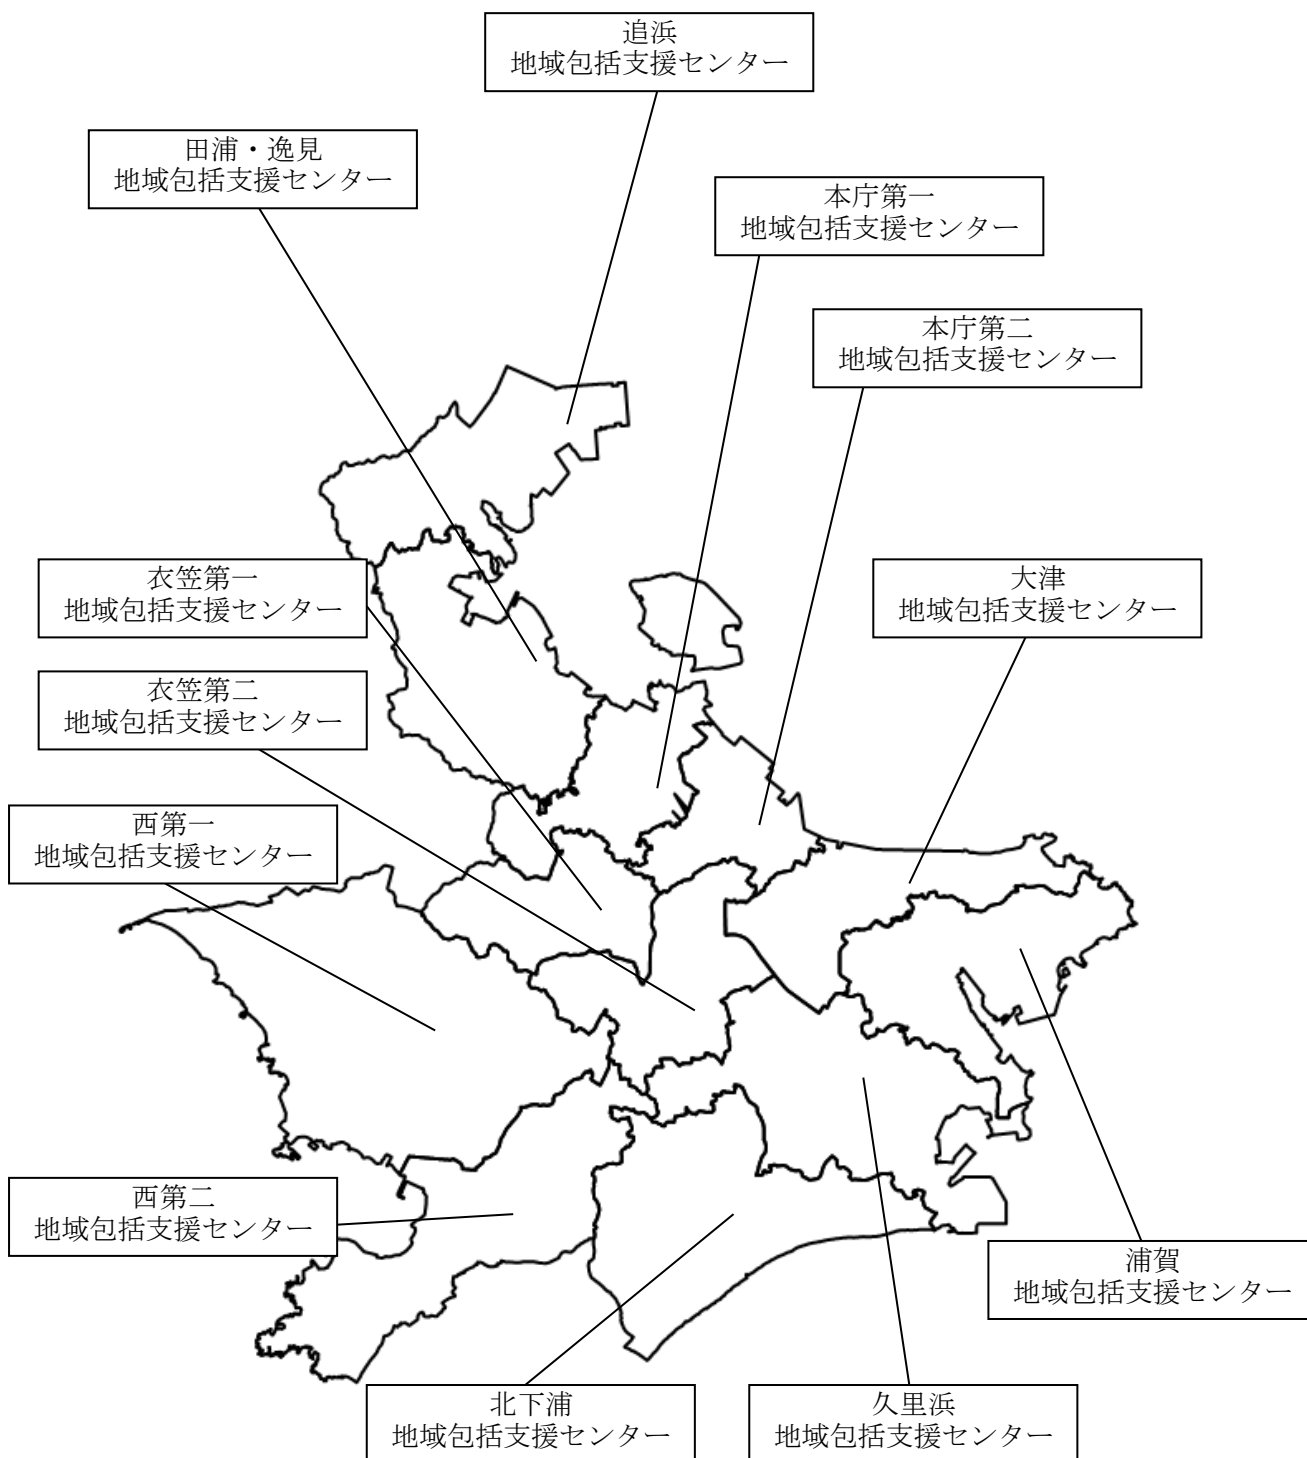 追浜
地域包括支援センター
田浦・逸見
地域包括支援センター
本庁第一
地域包括支援センター
本庁第二
地域包括支援センター
衣笠第一
地域包括支援センター
大津
地域包括支援センター
衣笠第二
地域包括支援センター
西第一
地域包括支援センター
西第二
地域包括支援センター
浦賀
地域包括支援センター
北下浦
地域包括支援センター
久里浜
地域包括支援センター